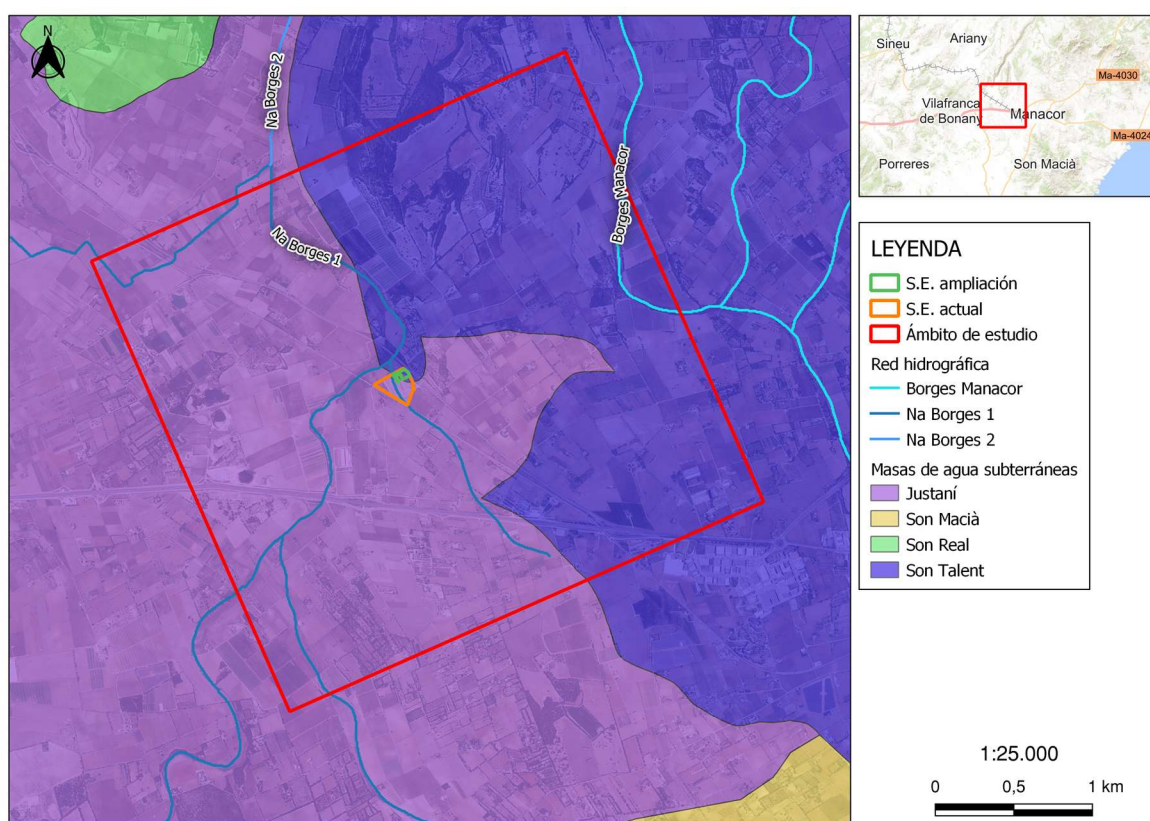 N
Na Borges 2
Na Borges 1
Borges Manacor
Sineu
Ariany
Ma-4030
Vilafranca
de Bonany
Manacor
Ma-4024
Porreres
Son Macià
LEYENDA
S.E. ampliación
S.E. actual
Ámbito de estudio
Red hidrográfica
Borges Manacor
Na Borges 1
Na Borges 2
Masas de agua subterráneas
Justaní
Son Macià
Son Real
Son Talent
1:25.000
0 0,5 1 km